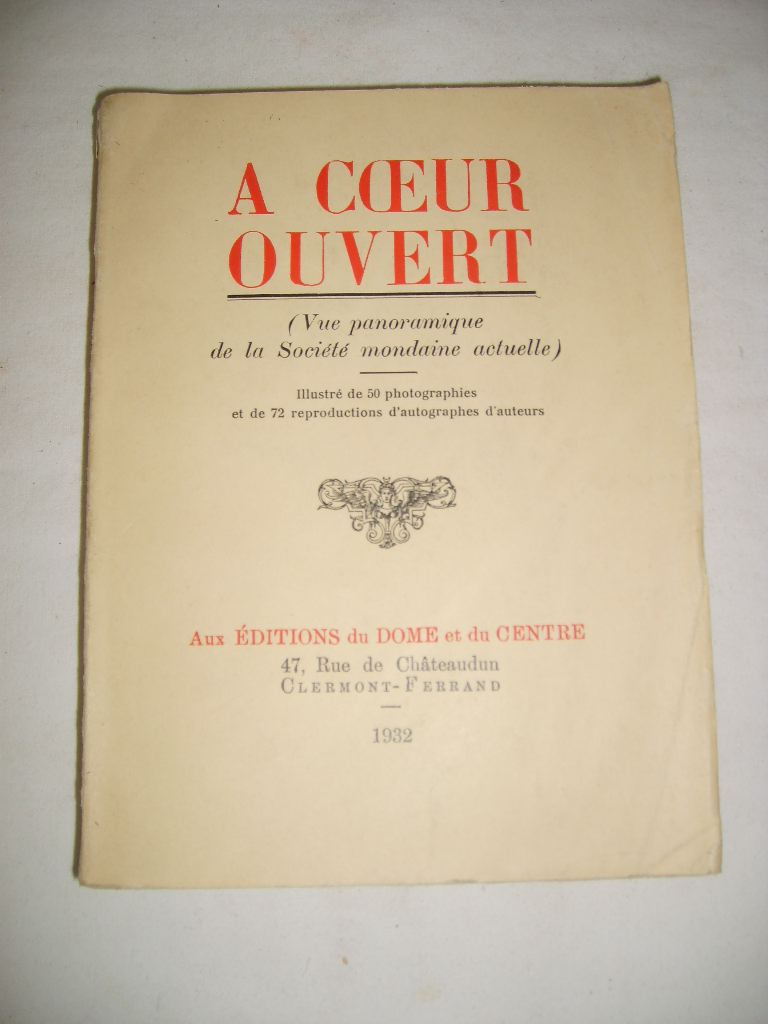 A CŒUR
OUVERT
(Vue panoramique
de la Société mondaine actuelle)
Illustré de 50 photographies
et de 72 reproductions d'autographes d'auteurs
Aux ÉDITIONS du DOME et du CENTRE
47, Rue de Châteaudun
CLERMONT-FERRAND
1932